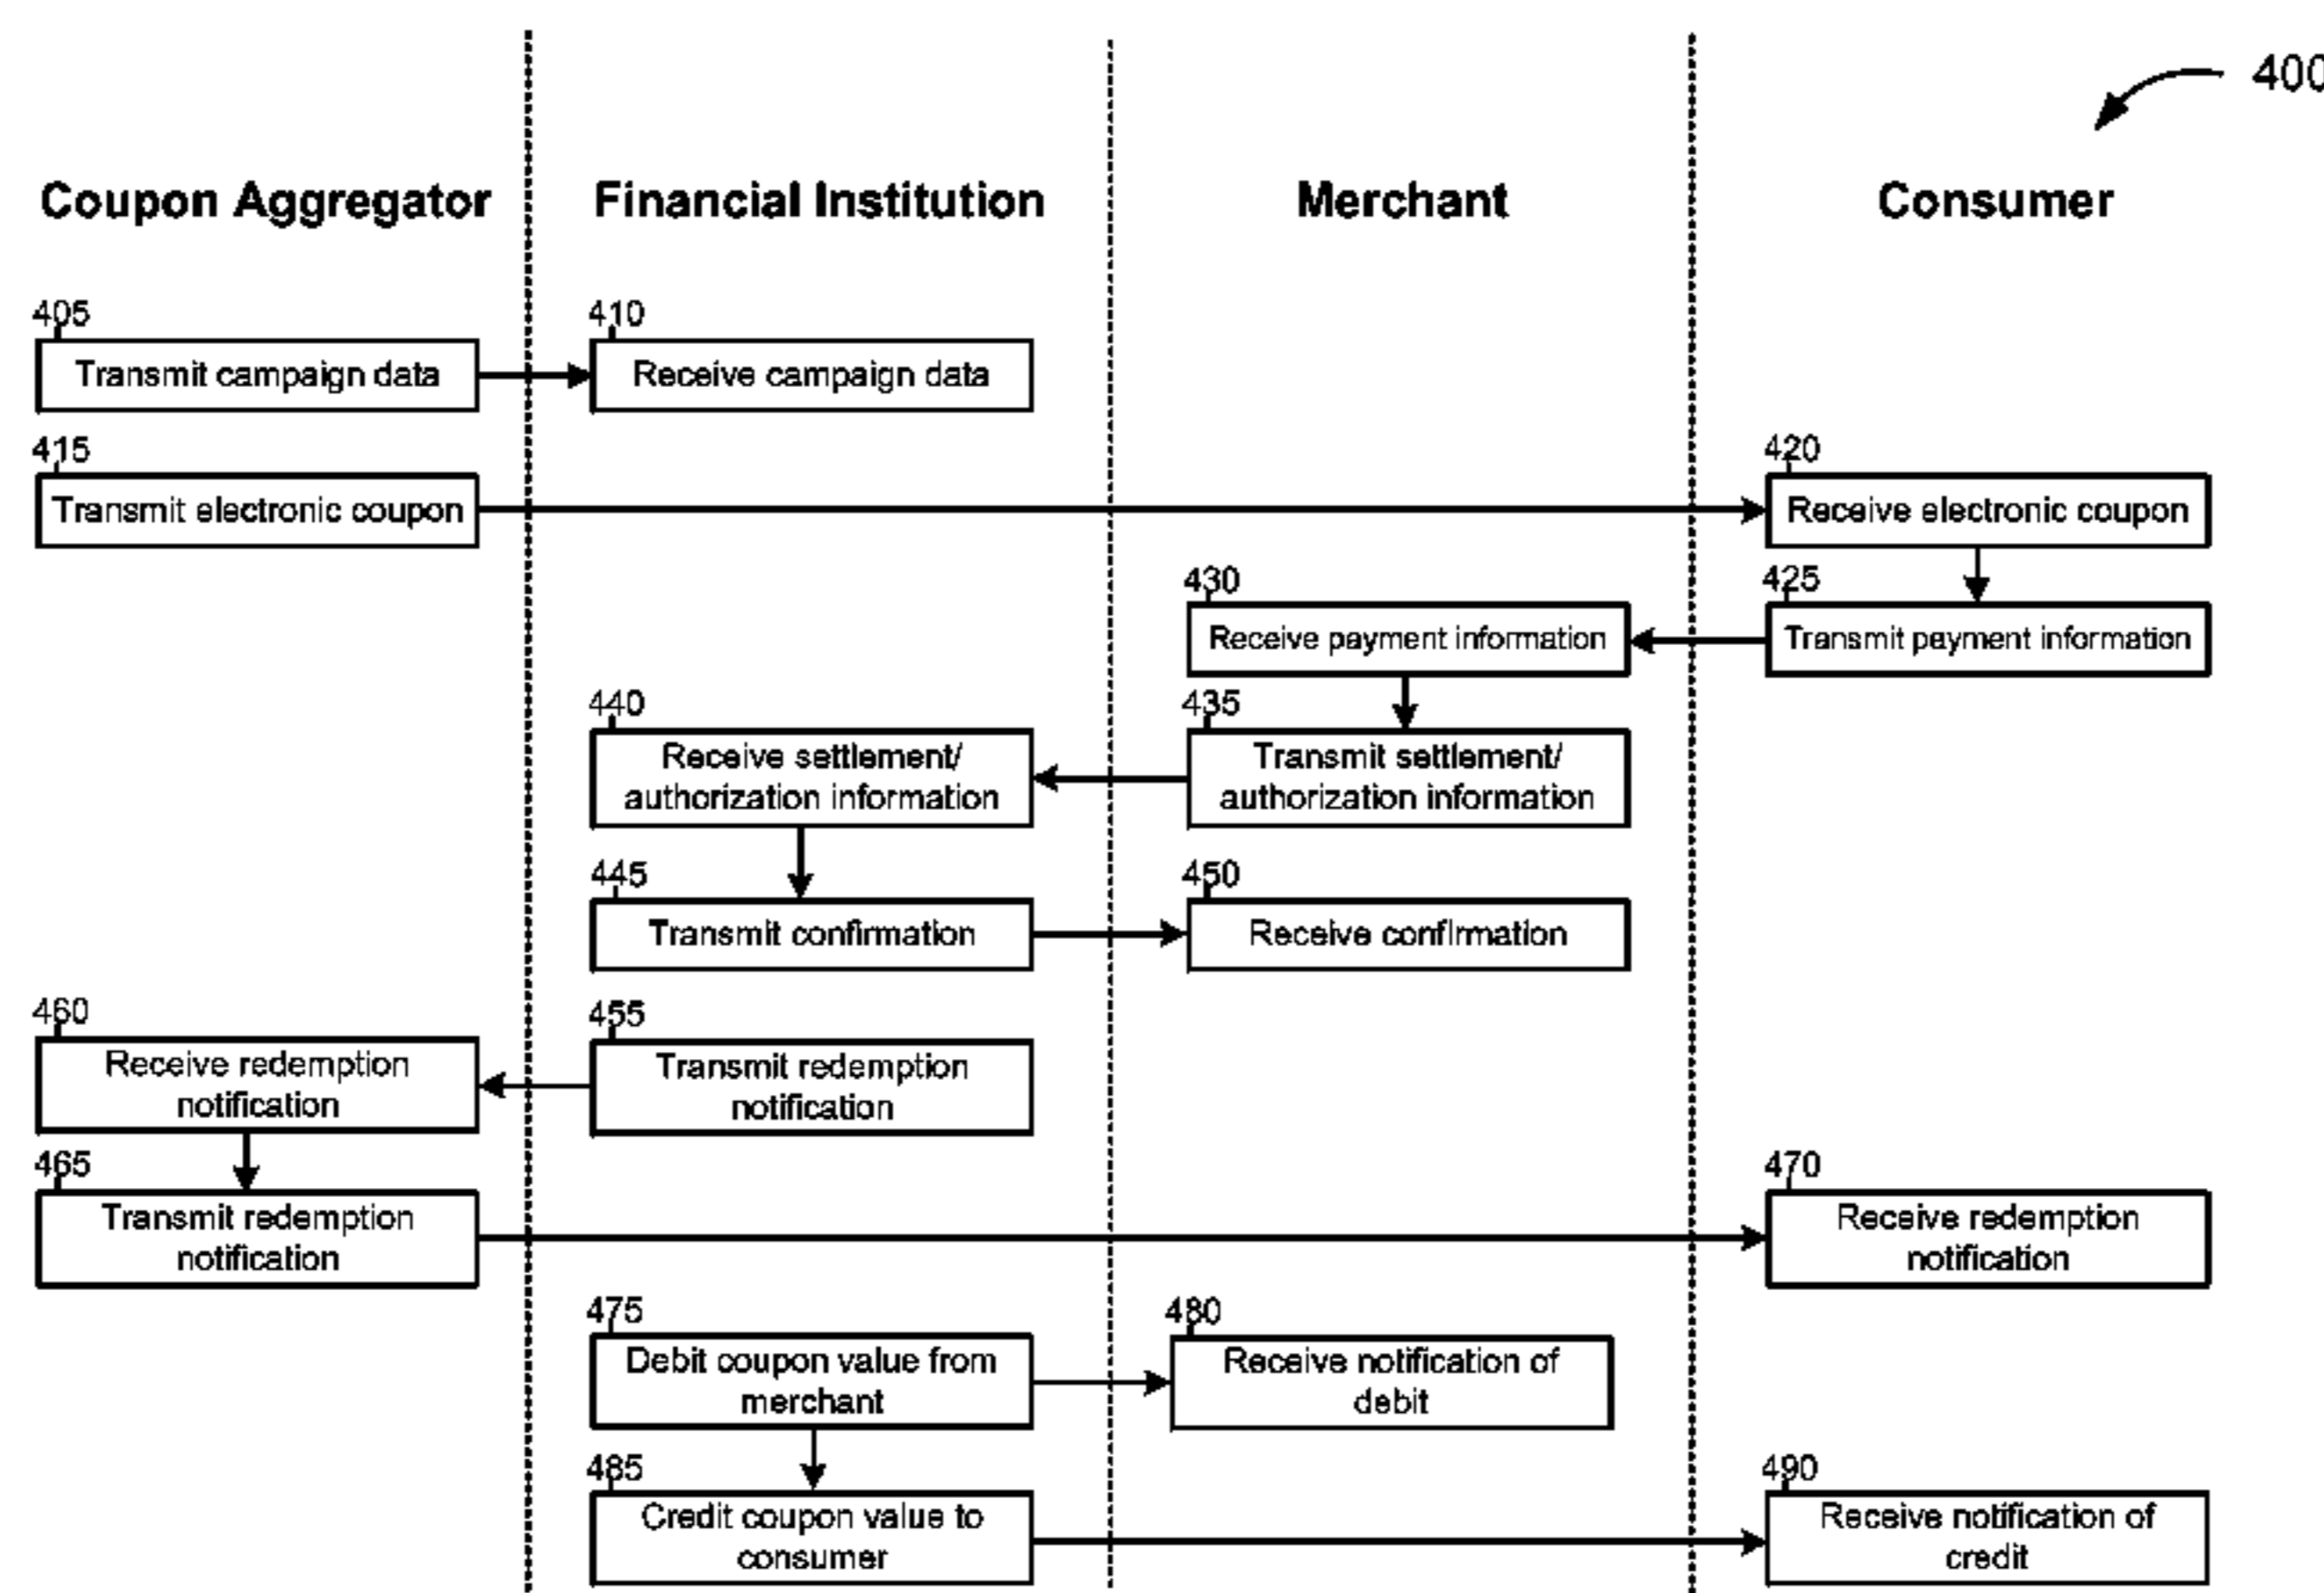 400
Coupon Aggregator
Financial Institution
Merchant
Consumer
405
Transmit campaign data
410
Receive campaign data
415
Transmit electronic coupon
420
Receive electronic coupon
430
Receive payment information
425
Transmit payment information
440
Receive settlement/
authorization information
435
Transmit settlement/
authorization information
445
Transmit confirmation
450
Receive confirmation
460
Receive redemption
notification
455
Transmit redemption
notification
465
Transmit redemption
notification
470
Receive redemption
notification
475
Debit coupon value from
merchant
480
Receive notification of
debit
485
Credit coupon value to
consumer
490
Receive notification of
credit